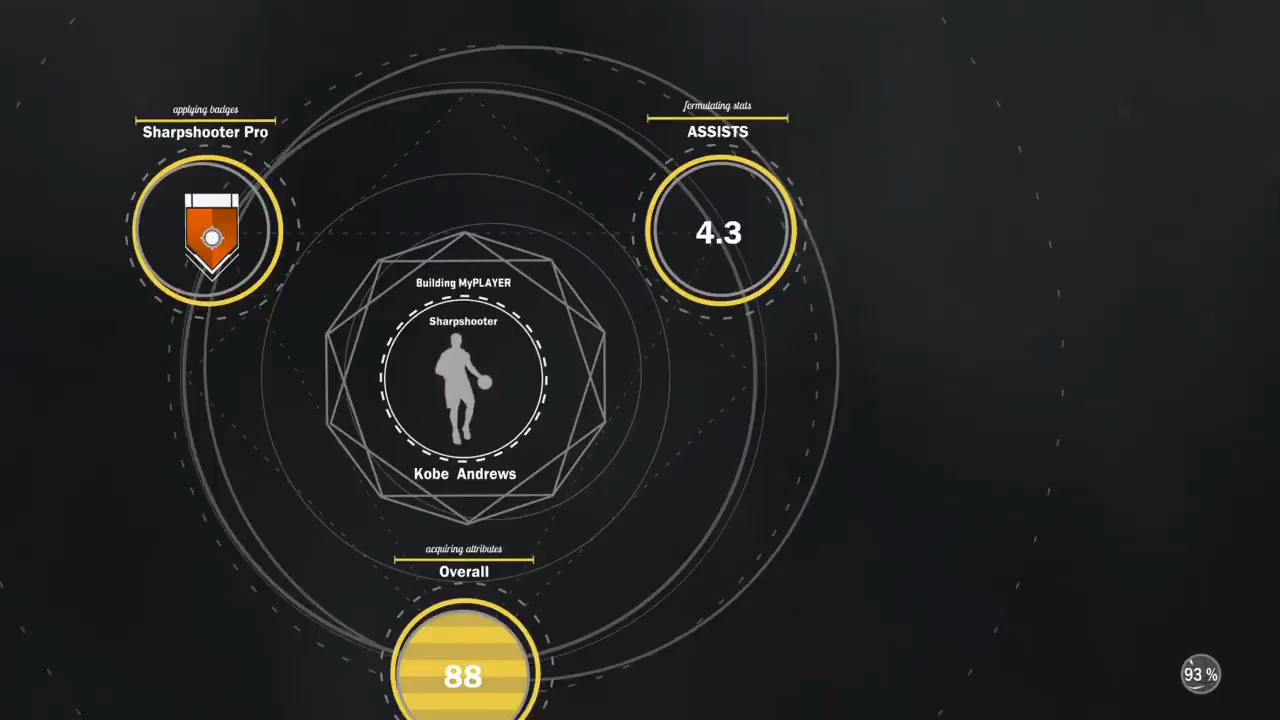 applying badges
Sharpshooter Pro
formulating stats
ASSISTS
4.3
Building MyPLAYER
Sharpshooter
Kobe Andrews
acquiring attributes
Overall
88
93 %